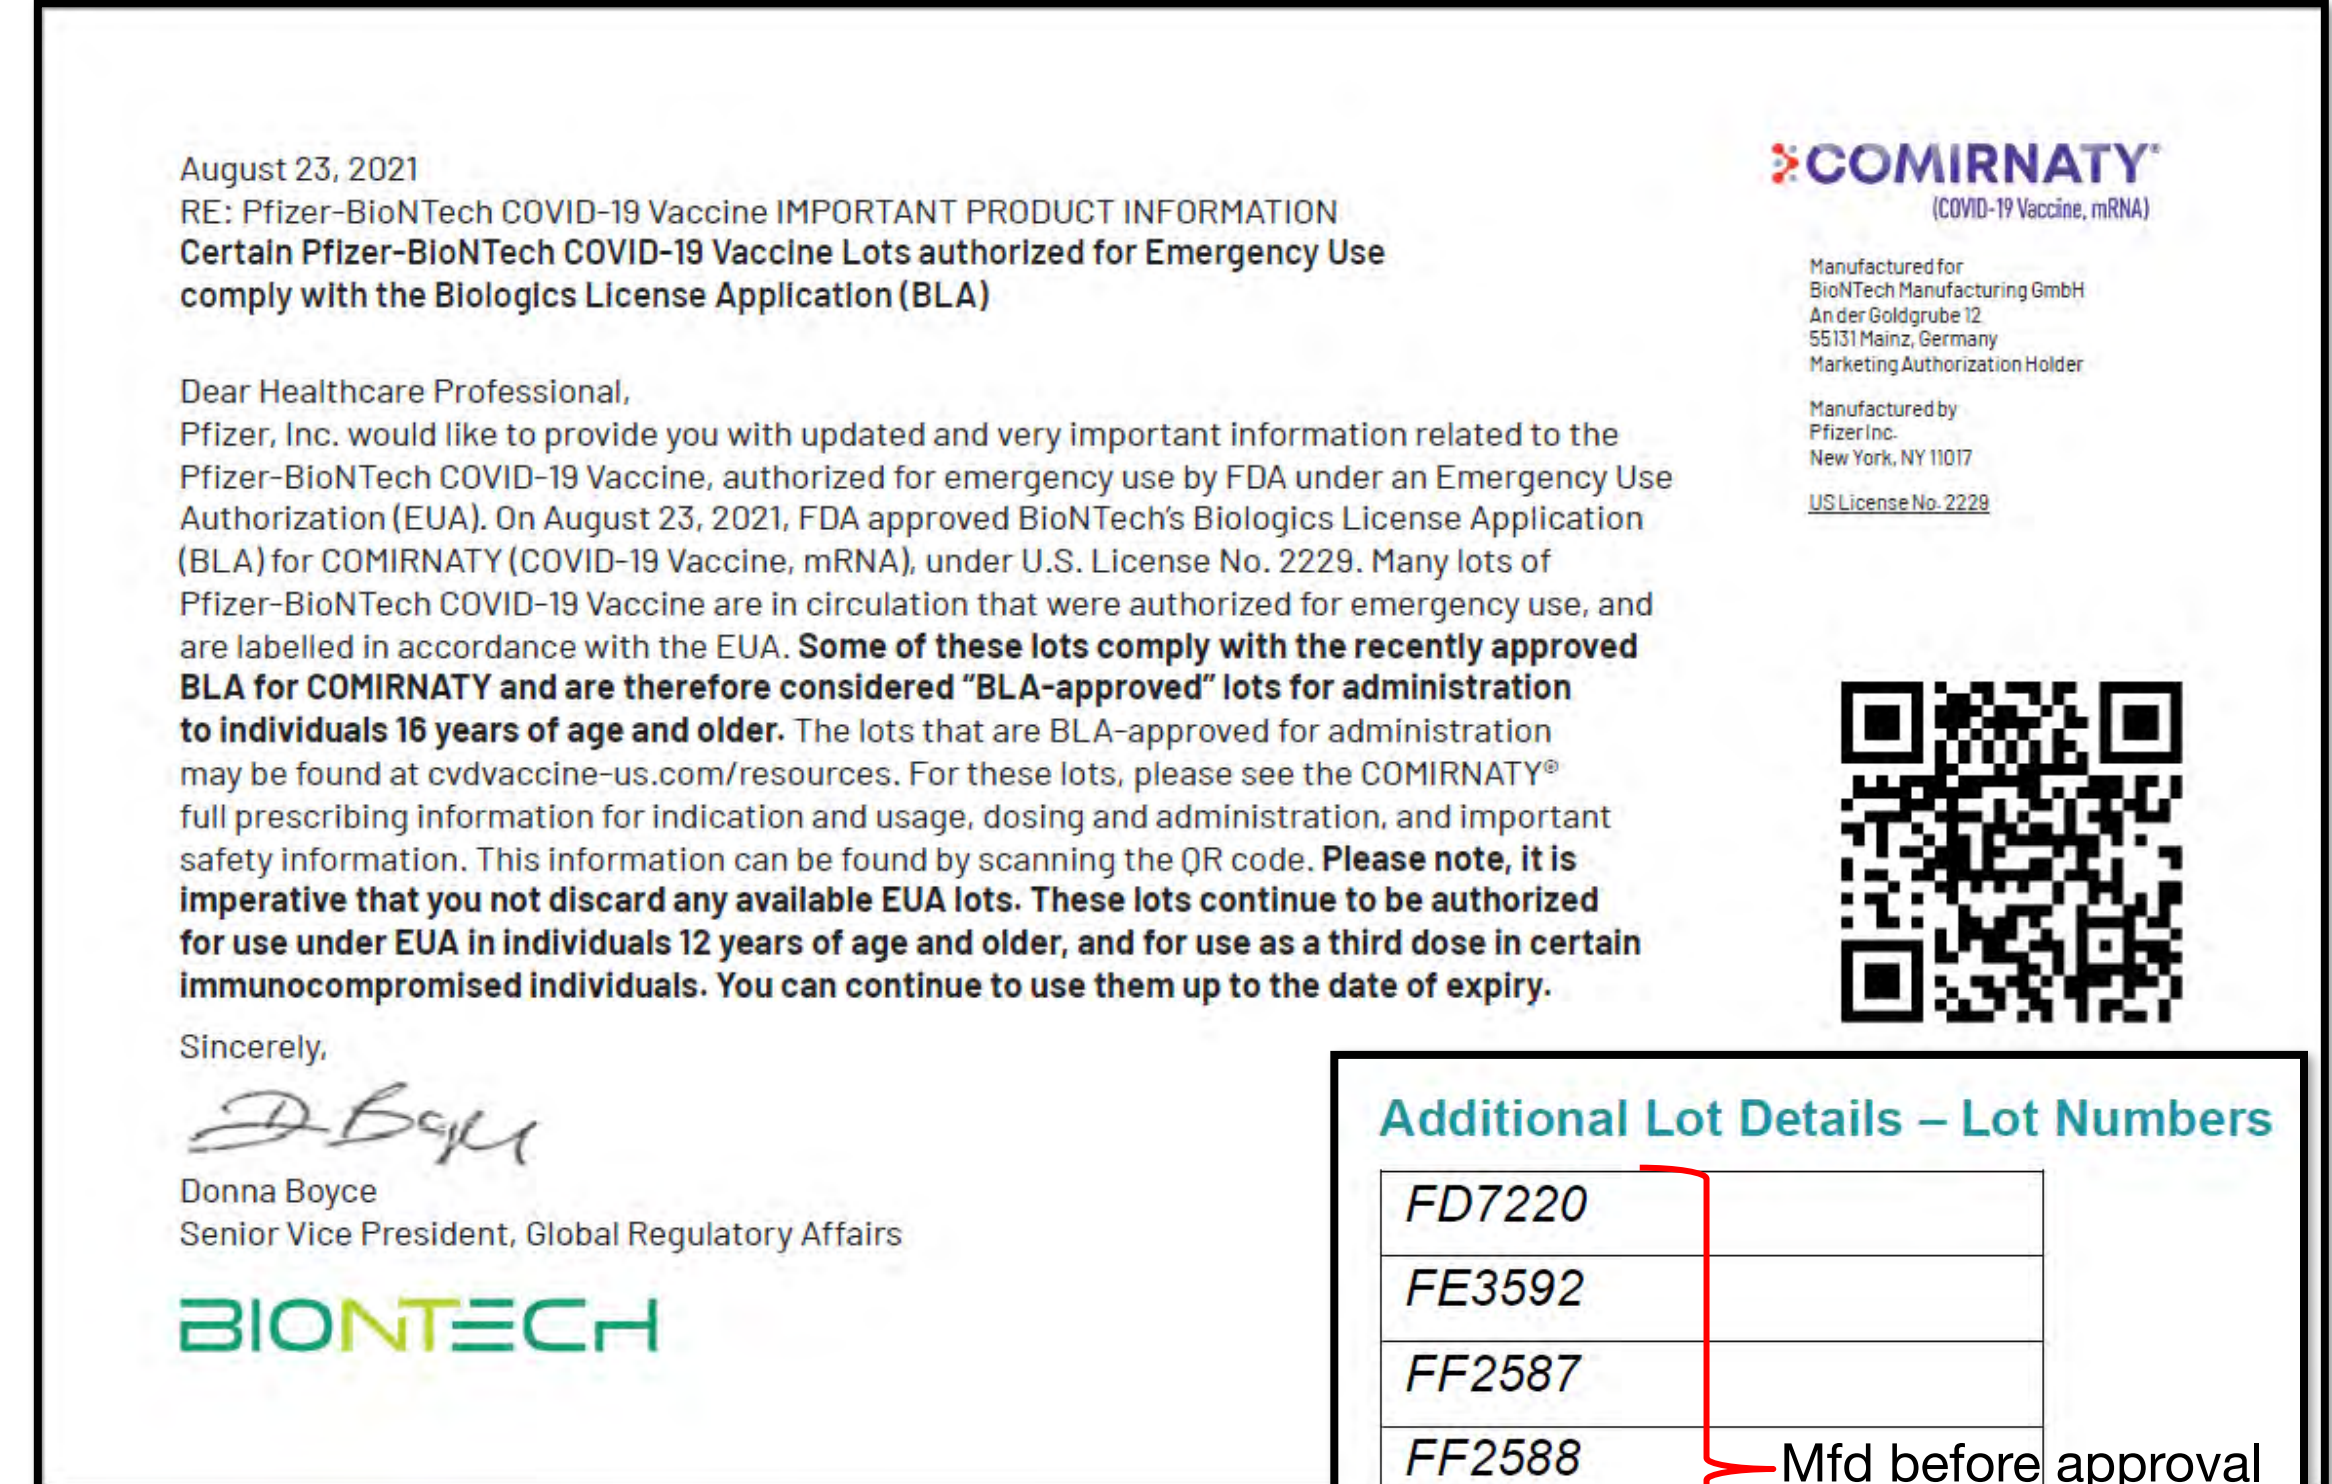 August 23, 2021
RE: Pfizer-BioNTech COVID-19 Vaccine IMPORTANT PRODUCT INFORMATION
Certain Pfizer-BioNTech COVID-19 Vaccine Lots authorized for Emergency Use
comply with the Biologics License Application (BLA)
Dear Healthcare Professional,
Pfizer, Inc. would like to provide you with updated and very important information related to the
Pfizer-BioNTech COVID-19 Vaccine, authorized for emergency use by FDA under an Emergency Use
Authorization (EUA). On August 23, 2021, FDA approved BioNTech's Biologics License Application
(BLA) for COMIRNATY (COVID-19 Vaccine, mRNA), under U.S. License No. 2229. Many lots of
Pfizer-BioNTech COVID-19 Vaccine are in circulation that were authorized for emergency use, and
are labelled in accordance with the EUA. Some of these lots comply with the recently approved
BLA for COMIRNATY and are therefore considered "BLA-approved" lots for administration
to individuals 16 years of age and older. The lots that are BLA-approved for administration
may be found at cvdvaccine-us.com/resources. For these lots, please see the COMIRNATY®
full prescribing information for indication and usage, dosing and administration, and important
safety information. This information can be found by scanning the QR code. Please note, it is
imperative that you not discard any available EUA lots. These lots continue to be authorized
for use under EUA in individuals 12 years of age and older, and for use as a third dose in certain
immunocompromised individuals. You can continue to use them up to the date of expiry.
Sincerely,
D Boyce
Donna Boyce
Senior Vice President, Global Regulatory Affairs
BIONTECH
COMIRNATY®
(COVID-19 Vaccine, mRNA)
Manufactured for
BioNTech Manufacturing GmbH
An der Goldgrube 12
55131 Mainz, Germany
Marketing Authorization Holder
Manufactured by
Pfizer Inc.
New York, NY 11017
US License No. 2229
Additional Lot Details – Lot Numbers
FD7220
FE3592
FF2587
FF2588
Mfd before approval